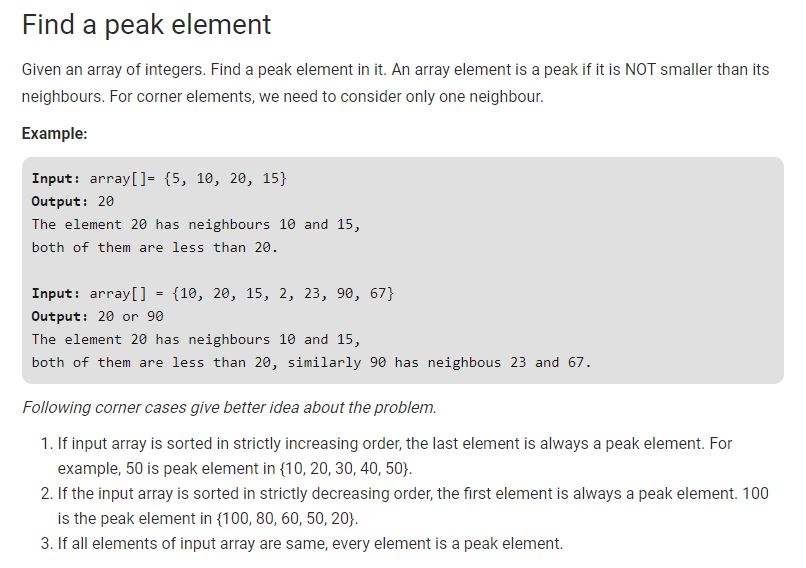 Find a peak element
Given an array of integers. Find a peak element in it. An array element is a peak if it is NOT smaller than its
neighbours. For corner elements, we need to consider only one neighbour.
Example:
Input: array[]= {5, 10, 20, 15}
Output: 20
The element 20 has neighbours 10 and 15,
both of them are less than 20.
Input: array[] = {10, 20, 15, 2, 23, 90, 67}
Output: 20 or 90
The element 20 has neighbours 10 and 15,
both of them are less than 20, similarly 90 has neighbous 23 and 67.
Following corner cases give better idea about the problem.
1. If input array is sorted in strictly increasing order, the last element is always a peak element. For
example, 50 is peak element in {10, 20, 30, 40, 50}.
2. If the input array is sorted in strictly decreasing order, the first element is always a peak element. 100
is the peak element in {100, 80, 60, 50, 20}.
3. If all elements of input array are same, every element is a peak element.